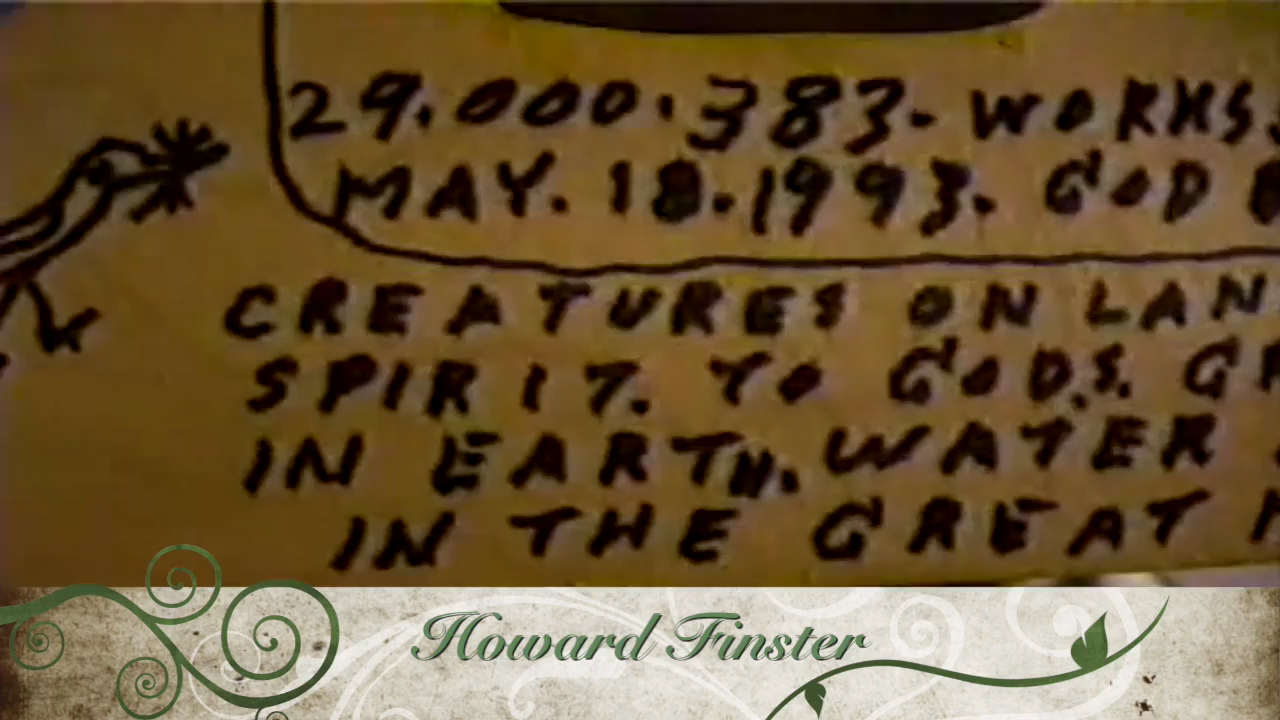 29.000.383. WORKS.
MAY. 18.1993. GOD
CREATURES ON LAN
SPIRIT. TO GODS.
IN EARTH. WATER
IN THE GREAT
Howard Finster